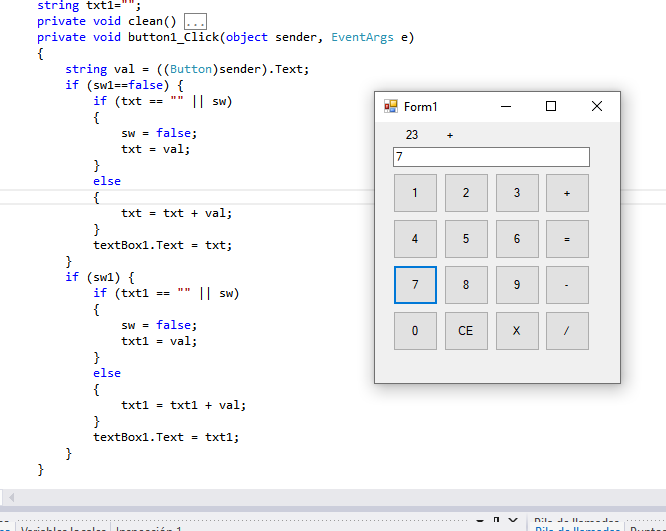 string txt1="";
private void clean() ...
private void button1_Click(object sender, EventArgs e)
{
string val = ((Button)sender).Text;
if (sw1==false) {
if (txt == "" || sw)
{
sw = false;
txt = val;
}
else
{
txt = txt + val;
}
textBox1.Text = txt;
}
if (sw1) {
if (txt1 == "" || sw)
{
sw = false;
txt1 = val;
}
else
{
txt1 = txt1 + val;
}
textBox1.Text = txt1;
}
}
Form1
23 +
7
1 2 3 +
4 5 6 =
7 8 9 -
0 CE X /
Variables locales Inspección 1
Pila de llamadas
Pila de llamadas